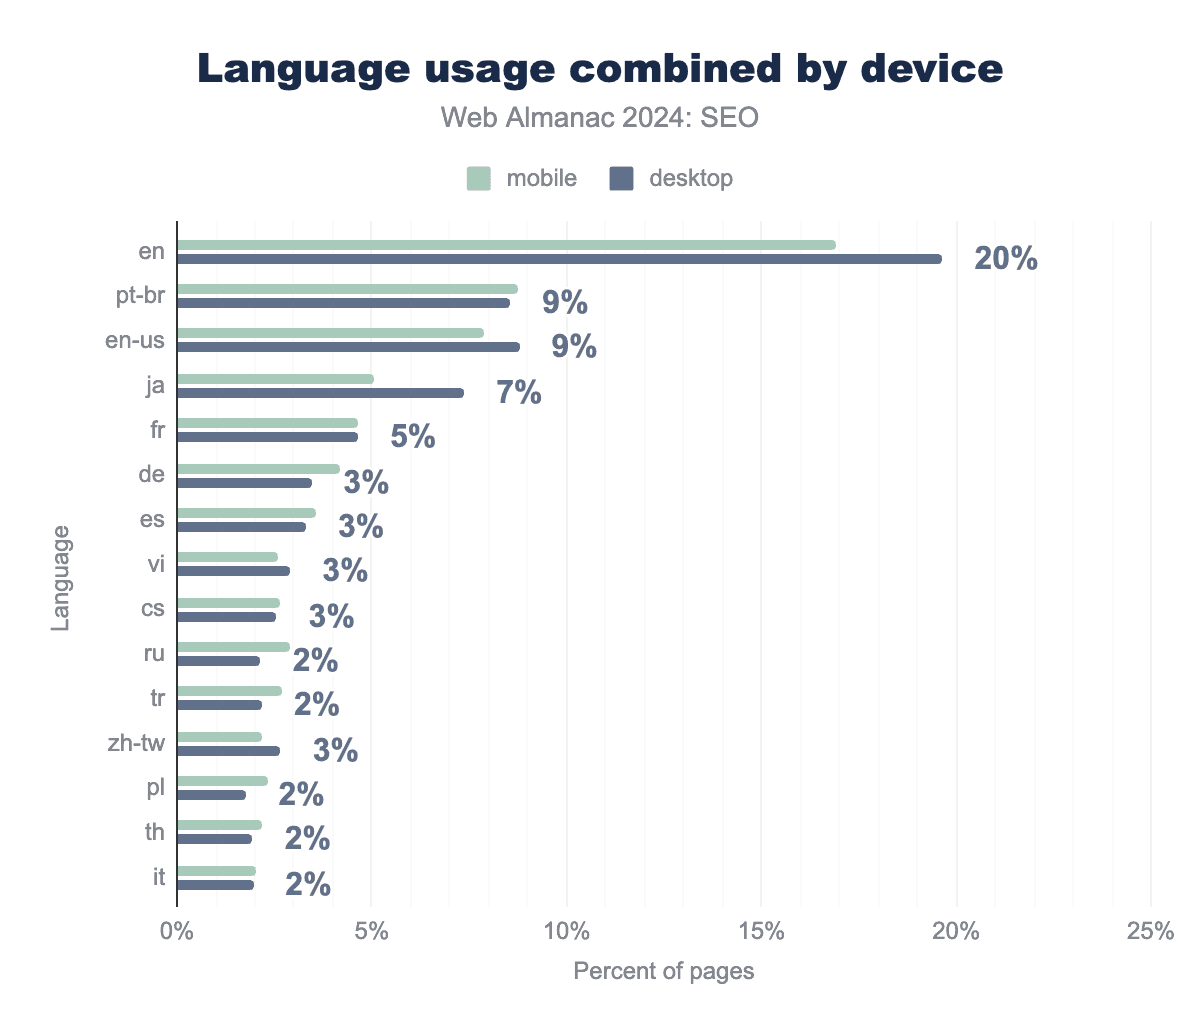 Language usage combined by device
Web Almanac 2024: SEO
mobile desktop
en 20%
pt-br 9%
en-us 9%
ja 7%
fr 5%
de 3%
es 3%
vi 3%
cs 3%
ru 2%
tr 2%
zh-tw 3%
pl 2%
th 2%
it 2%
Language
0% 5% 10% 15% 20% 25%
Percent of pages